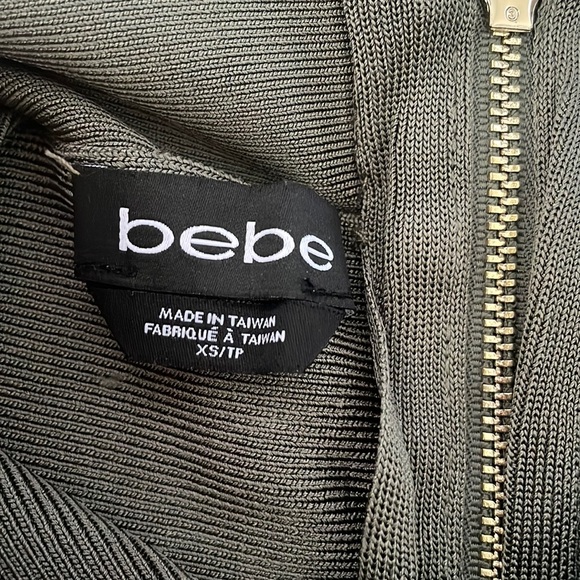 bebe
MADE IN TAIWAN
FABRIQUÉ À TAIWAN
XS/TP